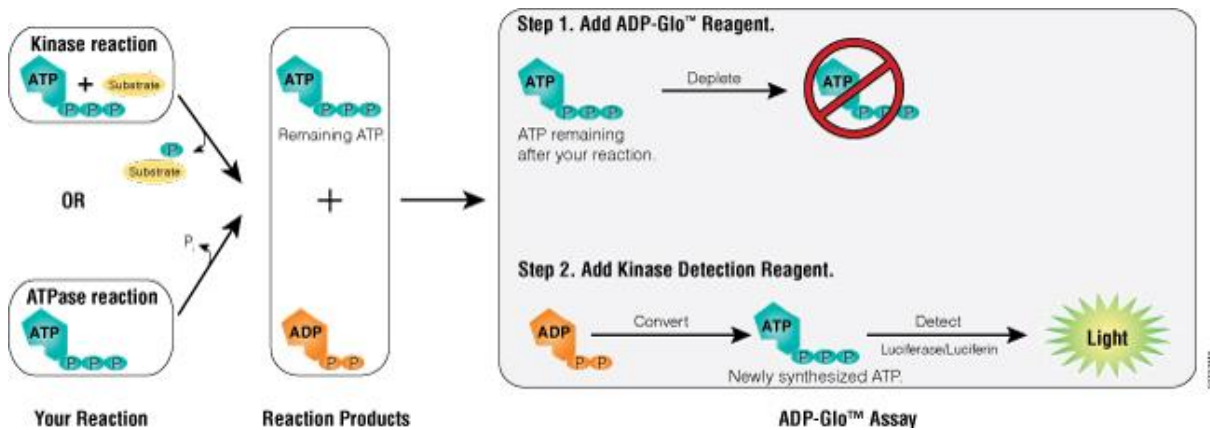 Kinase reaction
ATP + Substrate
P P P
P
Substrate
OR
Pi
ATPase reaction
ATP
P P P
Your Reaction
ATP
P P P
Remaining ATP.
+
ADP
P P
Reaction Products
Step 1. Add ADP-Glo™ Reagent.
ATP
P P P
Deplete
ATP
P P P
ATP remaining
after your reaction.
Step 2. Add Kinase Detection Reagent.
ADP
P P
Convert
ATP
P P P
Newly synthesized ATP.
Detect
Luciferase/Luciferin
Light
ADP-Glo™ Assay